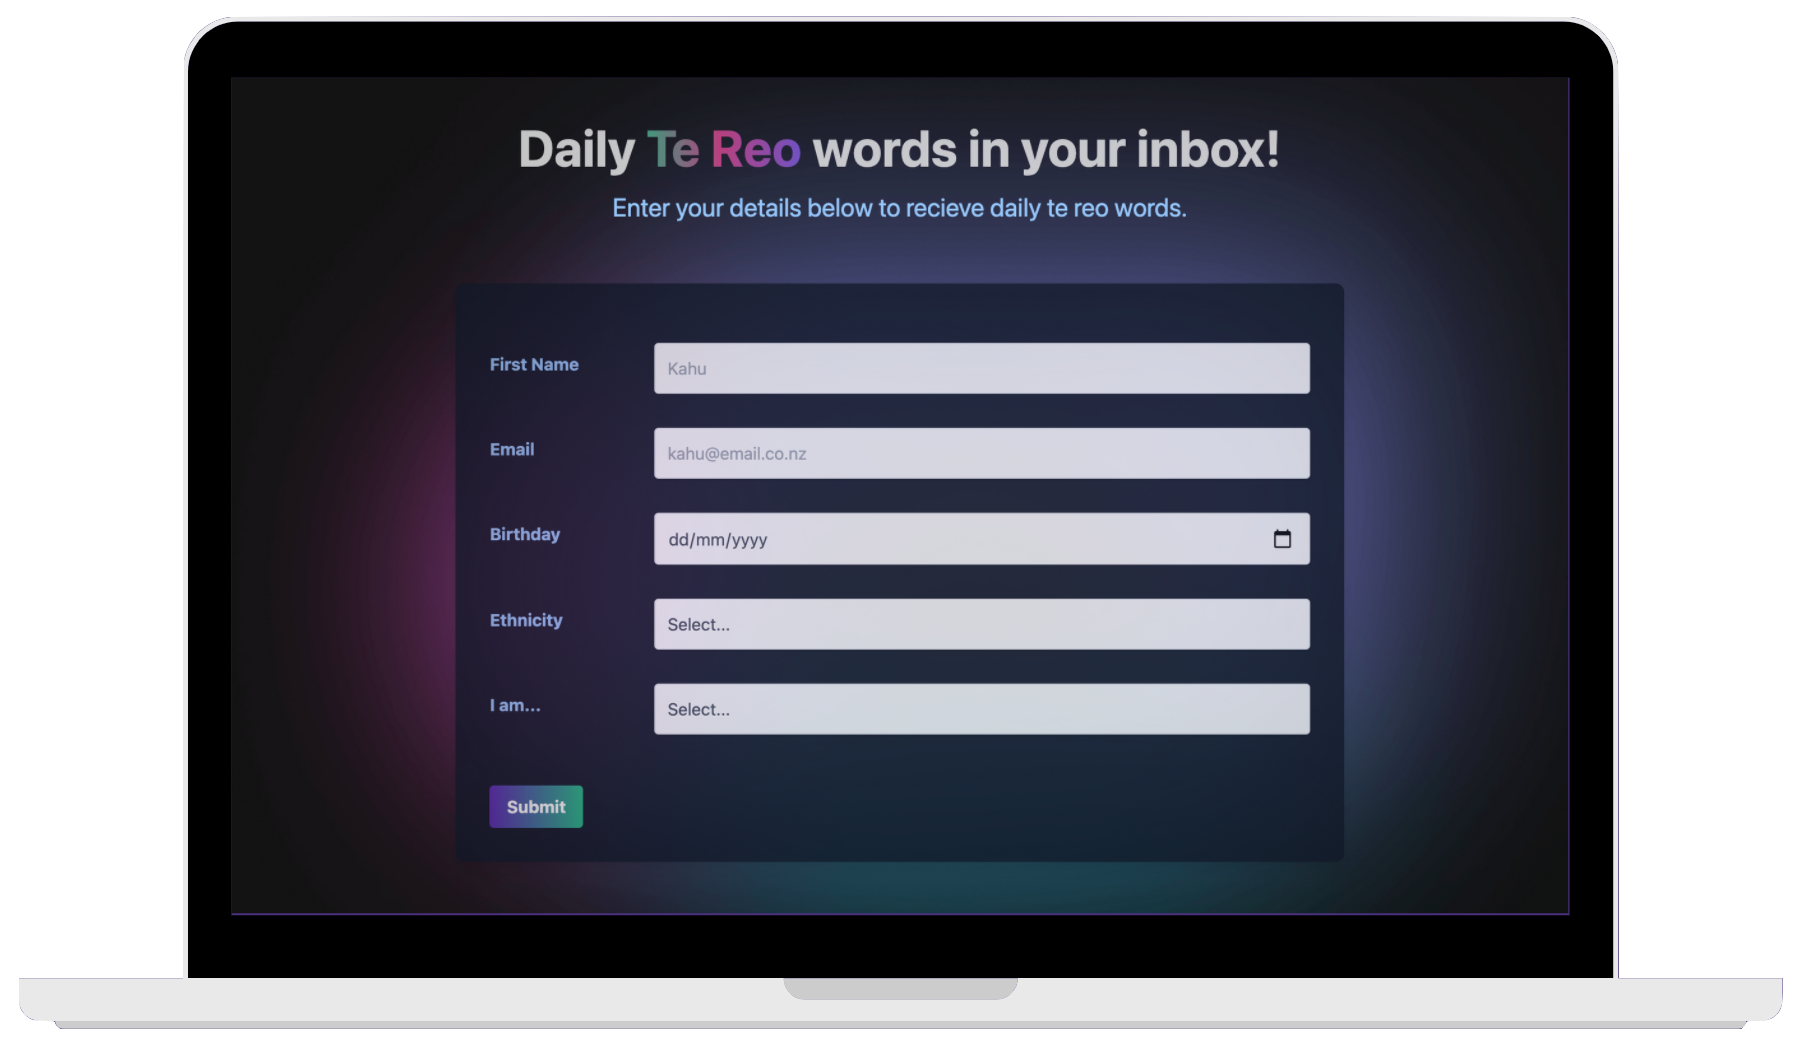 Daily Te Reo words in your inbox!
Enter your details below to recieve daily te reo words.
First Name
Kahu
Email
kahu@email.co.nz
Birthday
dd/mm/yyyy
Ethnicity
Select...
I am...
Select...
Submit